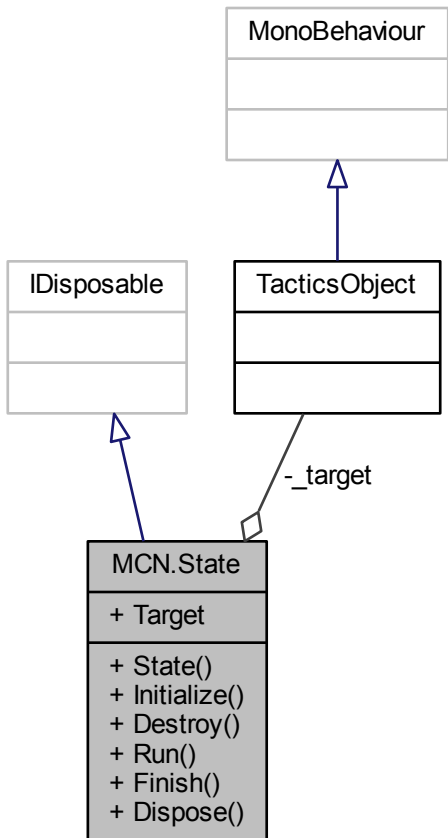 MonoBehaviour
IDisposable
TacticsObject
-_target
MCN.State
+ Target
+ State()
+ Initialize()
+ Destroy()
+ Run()
+ Finish()
+ Dispose()